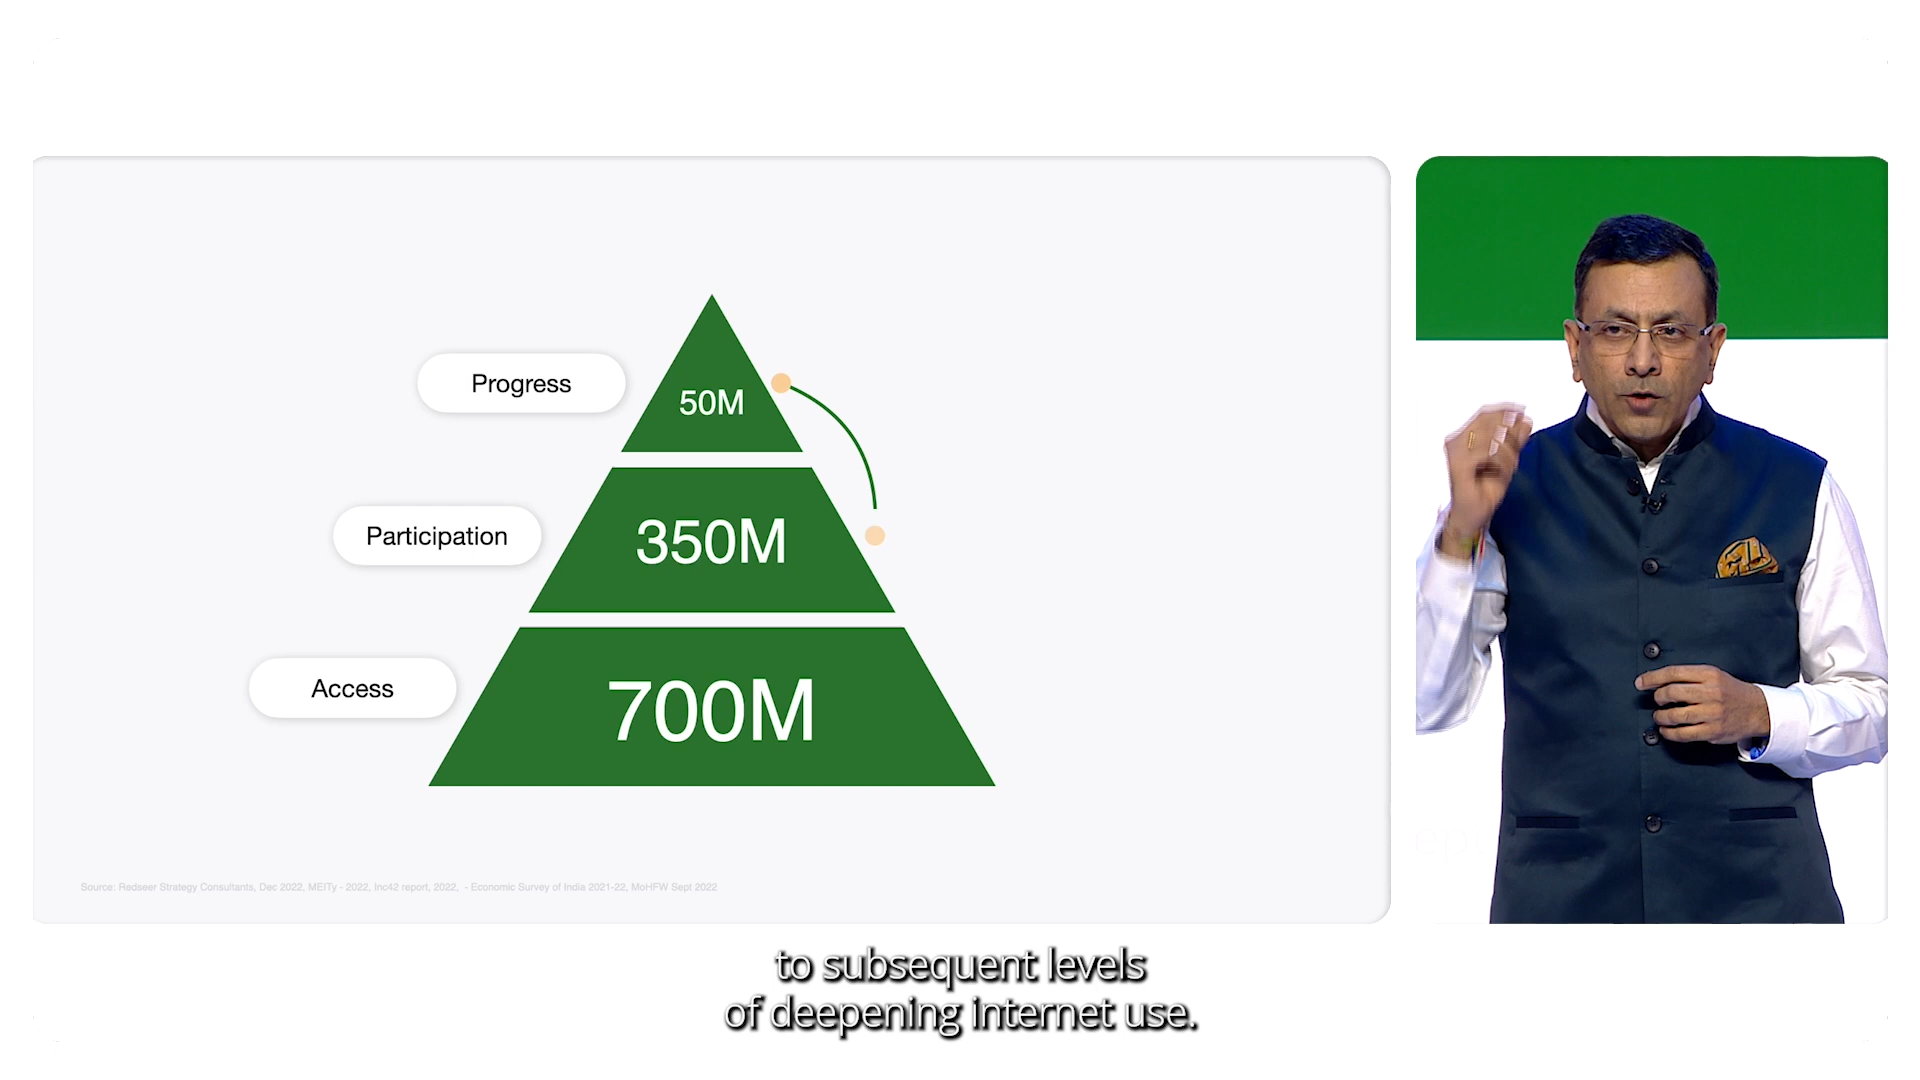 Progress
50M
Participation
350M
Access
700M
Source: Redseer Strategy Consultants, Dec 2022, MEITy - 2022, Inc42 report, 2022,  - Economic Survey of India 2021-22, MoHFW Sept 2022
to subsequent levels
of deepening internet use.